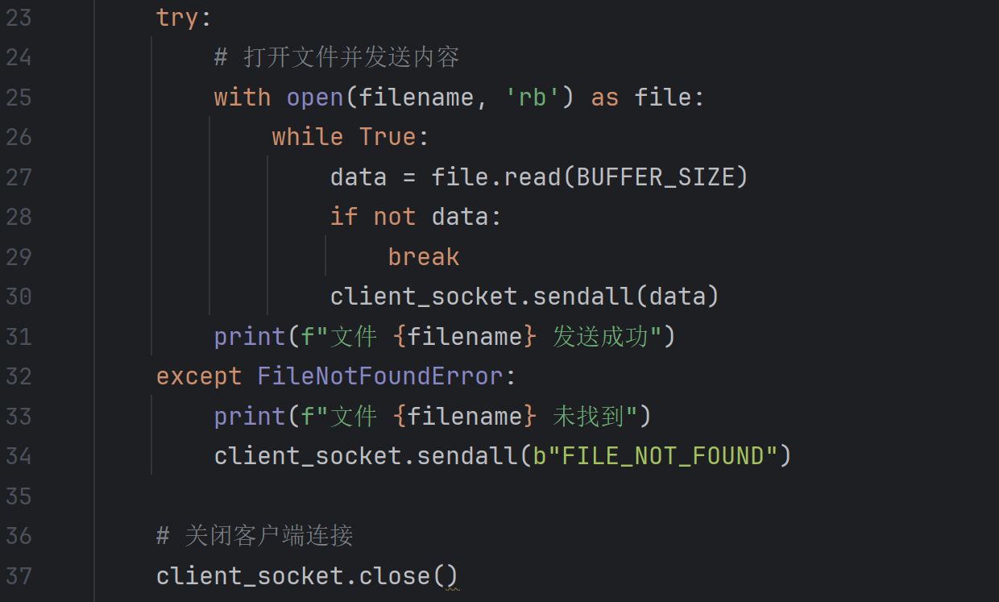 23 try:
24 # 打开文件并发送内容
25 with open(filename, 'rb') as file:
26 while True:
27 data = file.read(BUFFER_SIZE)
28 if not data:
29 break
30 client_socket.sendall(data)
31 print(f"文件 {filename} 发送成功")
32 except FileNotFoundError:
33 print(f"文件 {filename} 未找到")
34 client_socket.sendall(b"FILE_NOT_FOUND")
35
36 # 关闭客户端连接
37 client_socket.close()